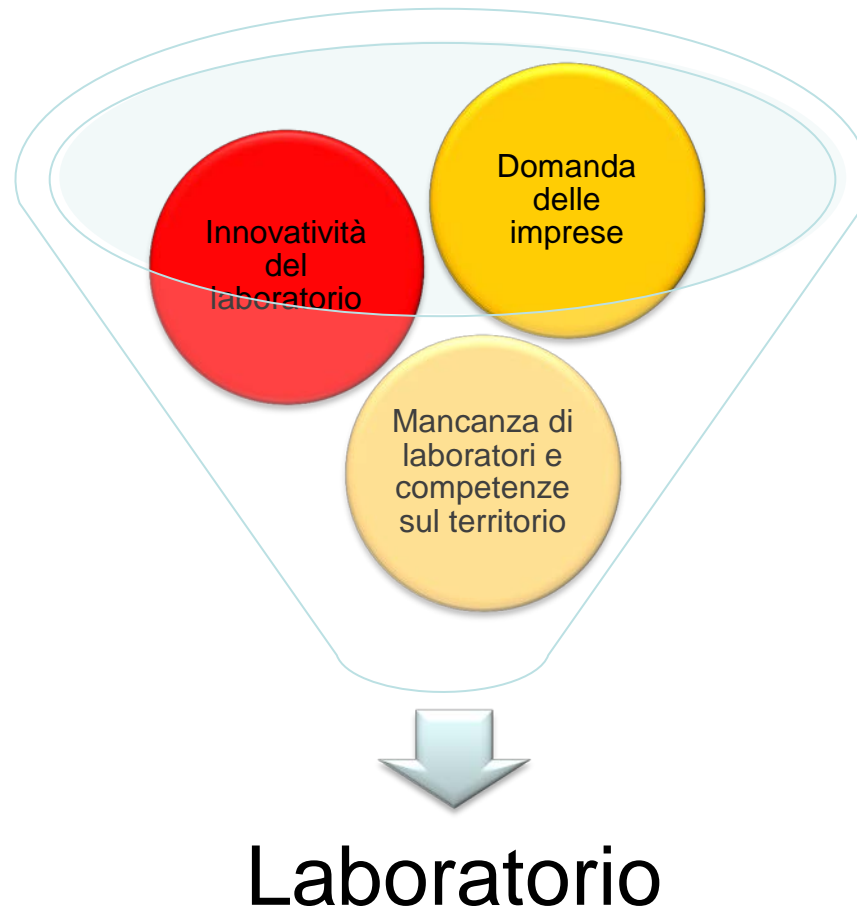 Innovatività
del
laboratorio
Domanda
delle
imprese
Mancanza di
laboratori e
competenze
sul territorio
Laboratorio